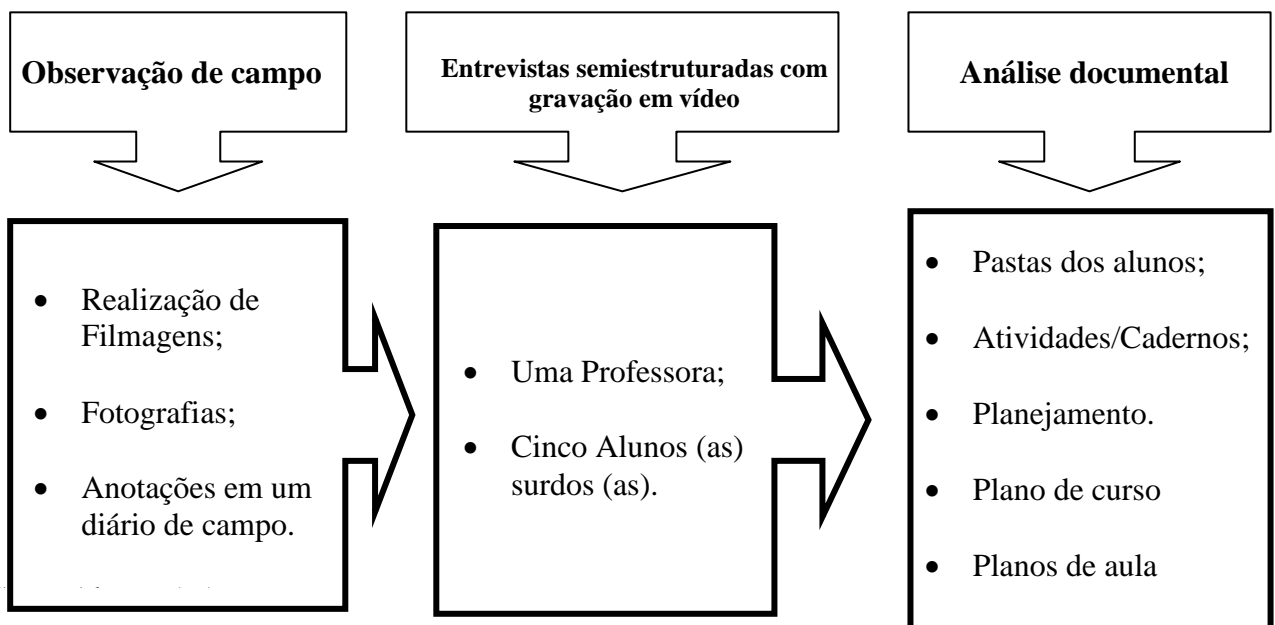 Observação de campo
Entrevistas semiestruturadas com
gravação em vídeo
Análise documental
• Realização de
Filmagens;
• Fotografias;
• Anotações em um
diário de campo.
• Uma Professora;
• Cinco Alunos (as)
surdos (as).
• Pastas dos alunos;
• Atividades/Cadernos;
• Planejamento.
• Plano de curso
• Planos de aula